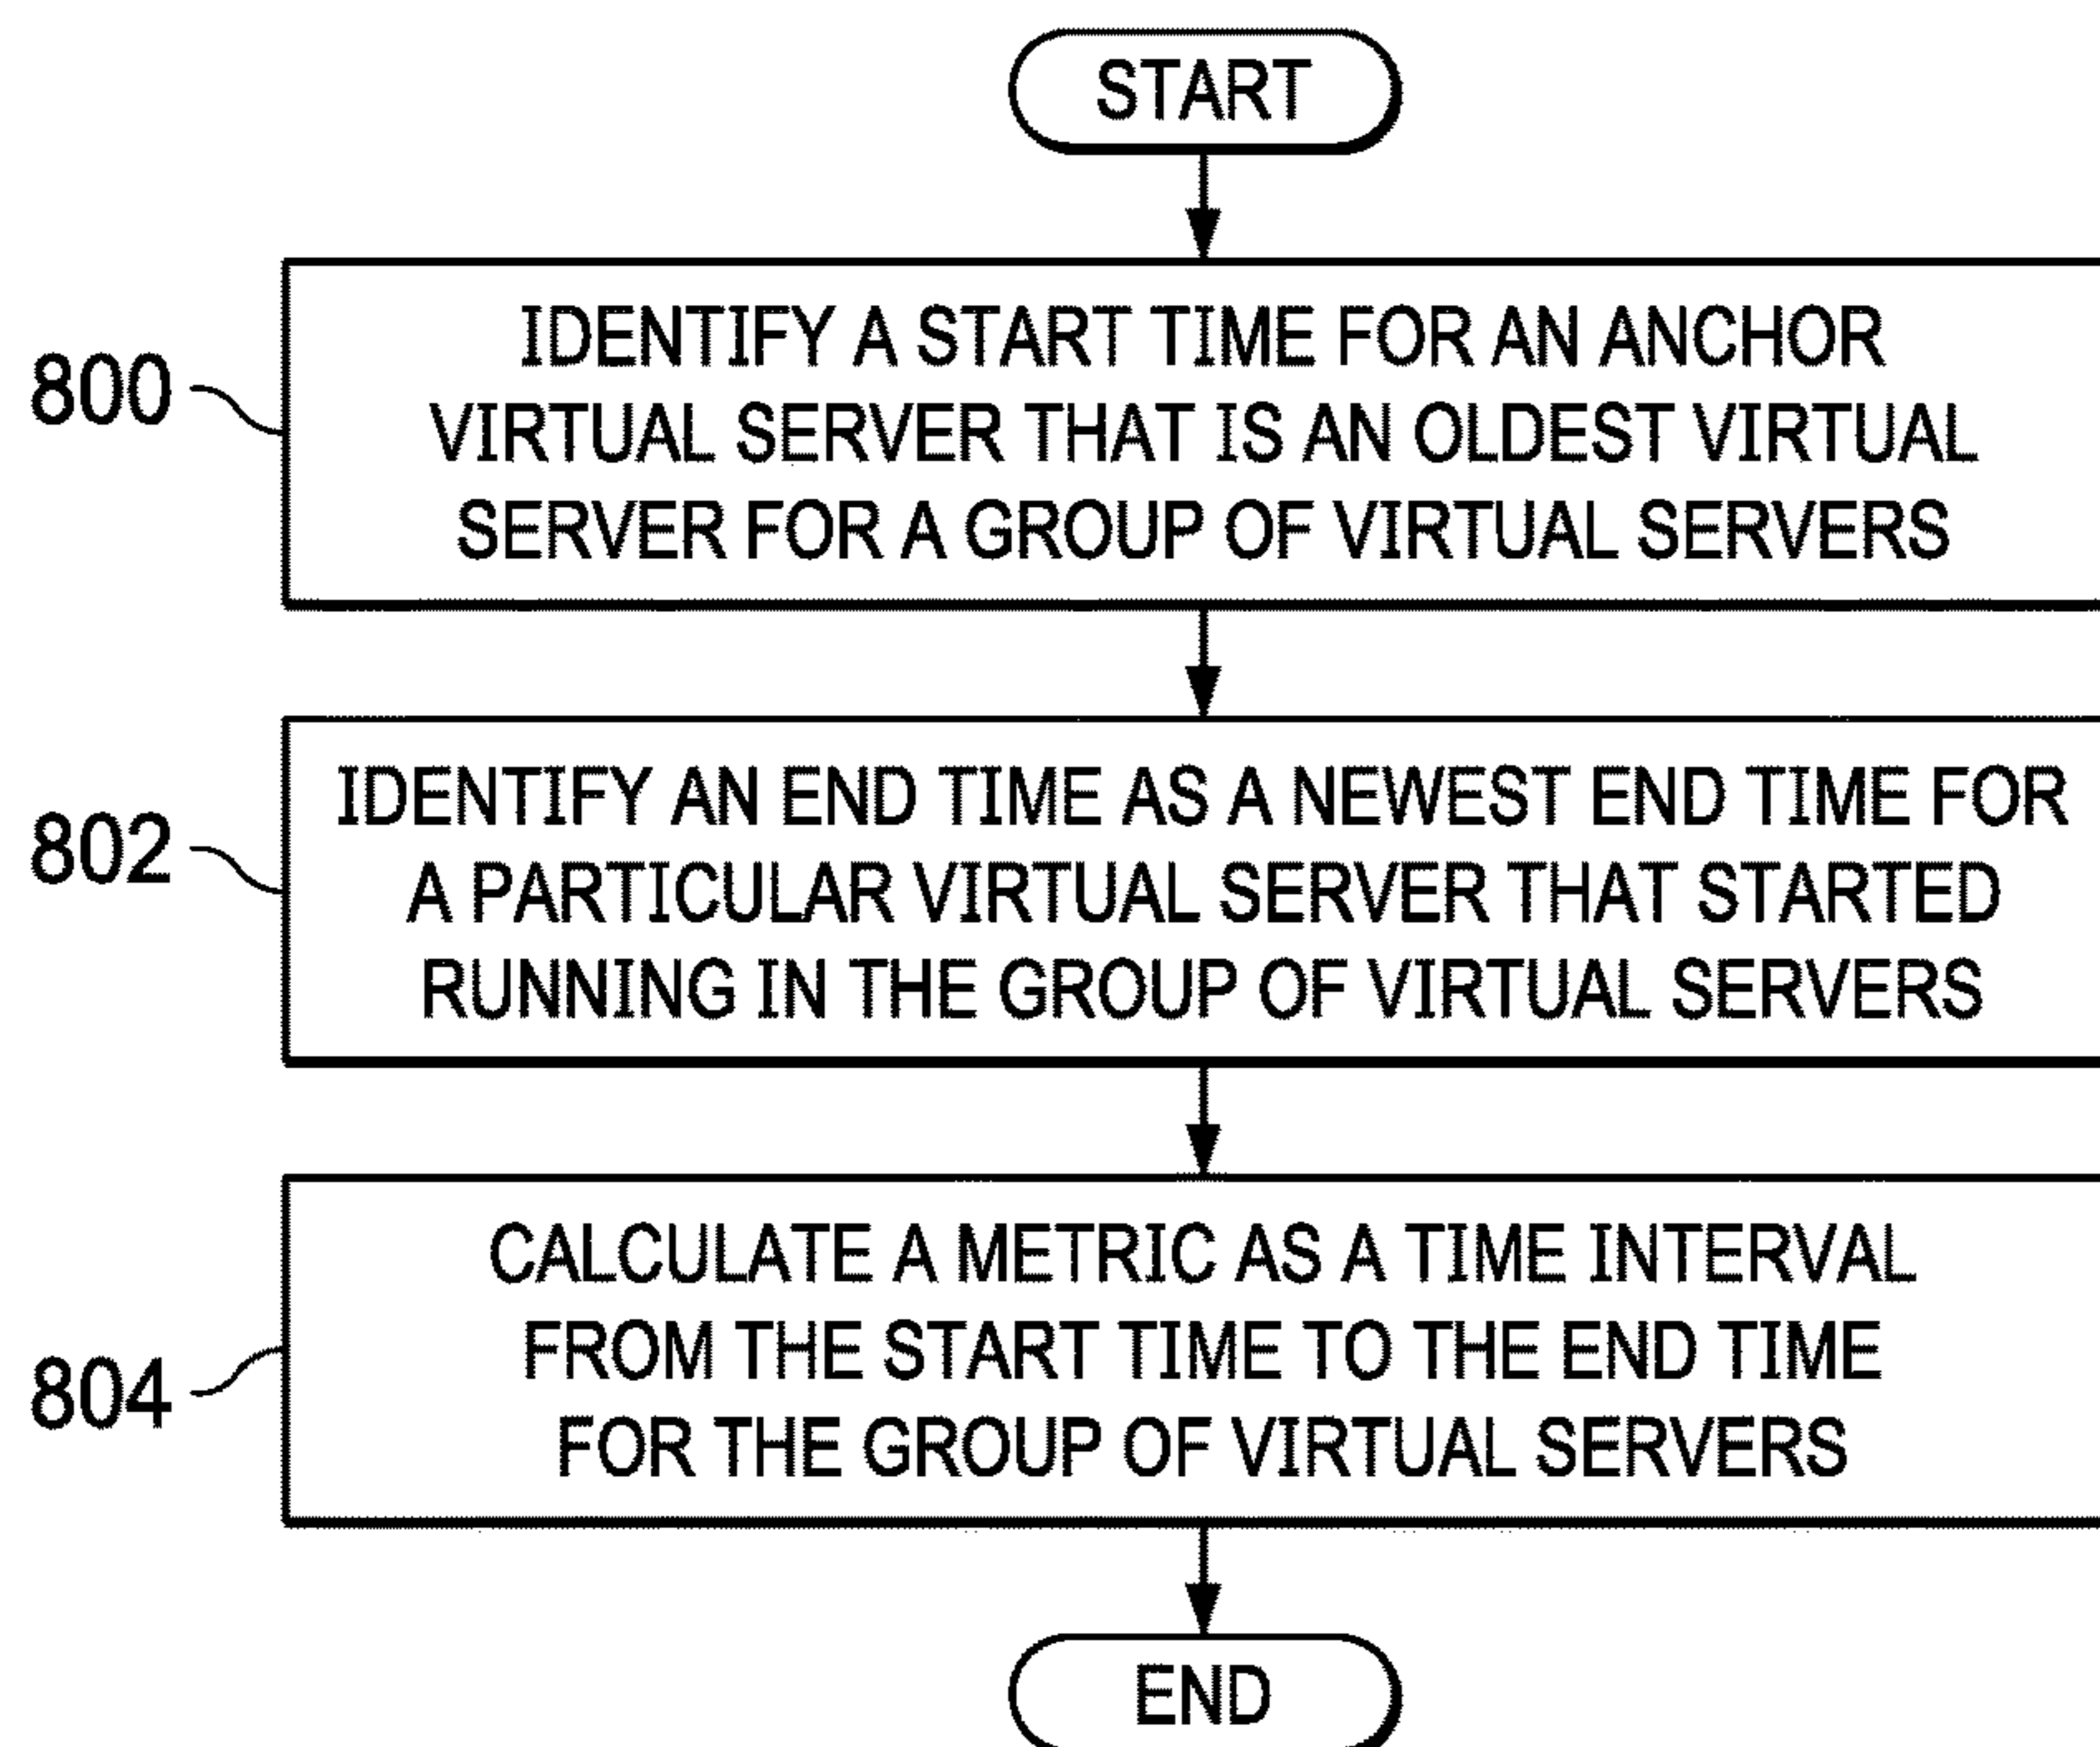 START
800
IDENTIFY A START TIME FOR AN ANCHOR
VIRTUAL SERVER THAT IS AN OLDEST VIRTUAL
SERVER FOR A GROUP OF VIRTUAL SERVERS
802
IDENTIFY AN END TIME AS A NEWEST END TIME FOR
A PARTICULAR VIRTUAL SERVER THAT STARTED
RUNNING IN THE GROUP OF VIRTUAL SERVERS
804
CALCULATE A METRIC AS A TIME INTERVAL
FROM THE START TIME TO THE END TIME
FOR THE GROUP OF VIRTUAL SERVERS
END